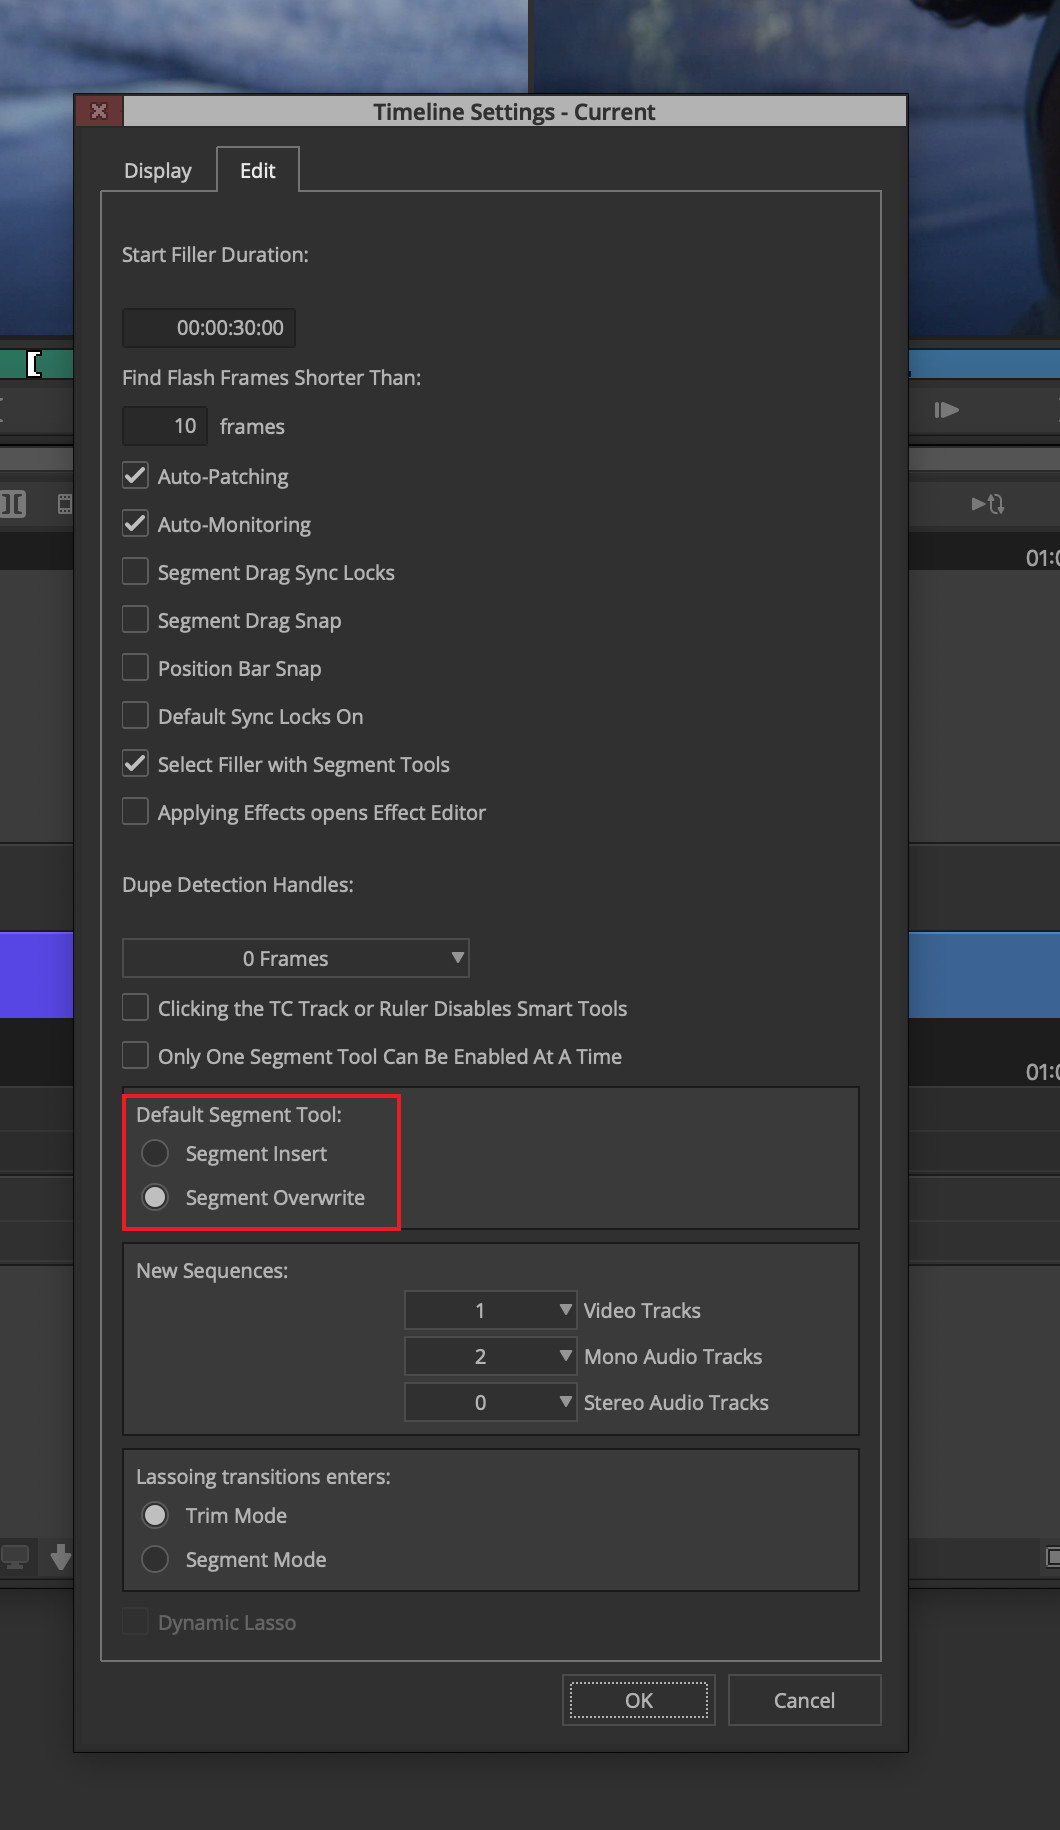 Timeline Settings - Current
Display
Edit
Start Filler Duration:
00:00:30:00
Find Flash Frames Shorter Than:
10 frames
Auto-Patching
Auto-Monitoring
Segment Drag Sync Locks
Segment Drag Snap
Position Bar Snap
Default Sync Locks On
Select Filler with Segment Tools
Applying Effects opens Effect Editor
Dupe Detection Handles:
0 Frames
Clicking the TC Track or Ruler Disables Smart Tools
Only One Segment Tool Can Be Enabled At A Time
Default Segment Tool:
Segment Insert
Segment Overwrite
New Sequences:
1 Video Tracks
2 Mono Audio Tracks
0 Stereo Audio Tracks
Lassoing transitions enters:
Trim Mode
Segment Mode
Dynamic Lasso
OK
Cancel